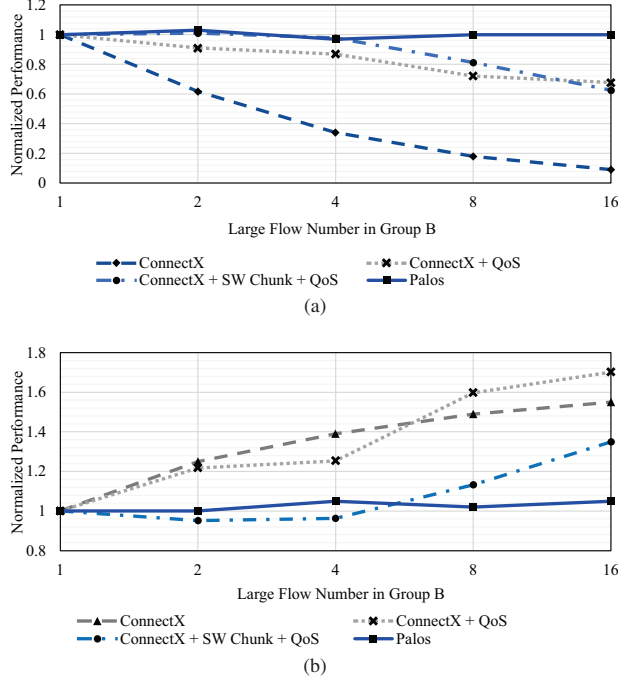 1.2
1
0.8
0.6
0.4
0.2
0
Normalized Performance
1 2 4 8 16
Large Flow Number in Group B
ConnectX ConnectX + QoS
ConnectX + SW Chunk + QoS Palos
(a)
1.8
1.6
1.4
1.2
1
0.8
Normalized Performance
1 2 4 8 16
Large Flow Number in Group B
ConnectX ConnectX + QoS
ConnectX + SW Chunk + QoS Palos
(b)